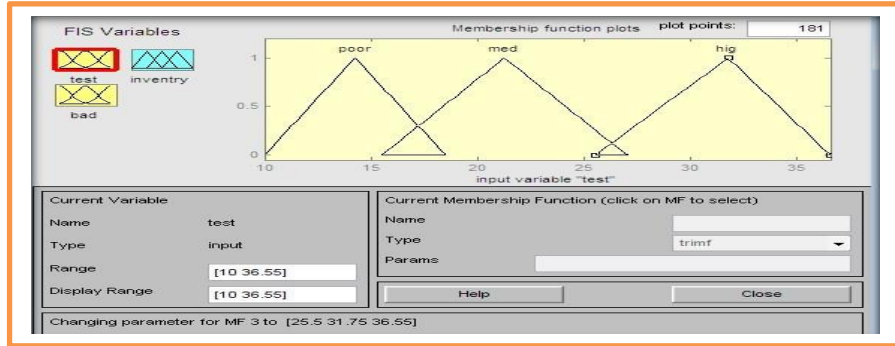 FIS Variables
Membership function plots
plot points:
181
test
inventry
bad
poor
med
hig
1
0.5
0
10
15
20
25
30
35
input variable "test"
Current Variable
Name
test
Type
input
Range
[10 36.55]
Display Range
[10 36.55]
Current Membership Function (click on MF to select)
Name
Type
trimf
Params
Help
Close
Changing parameter for MF 3 to [25.5 31.75 36.55]